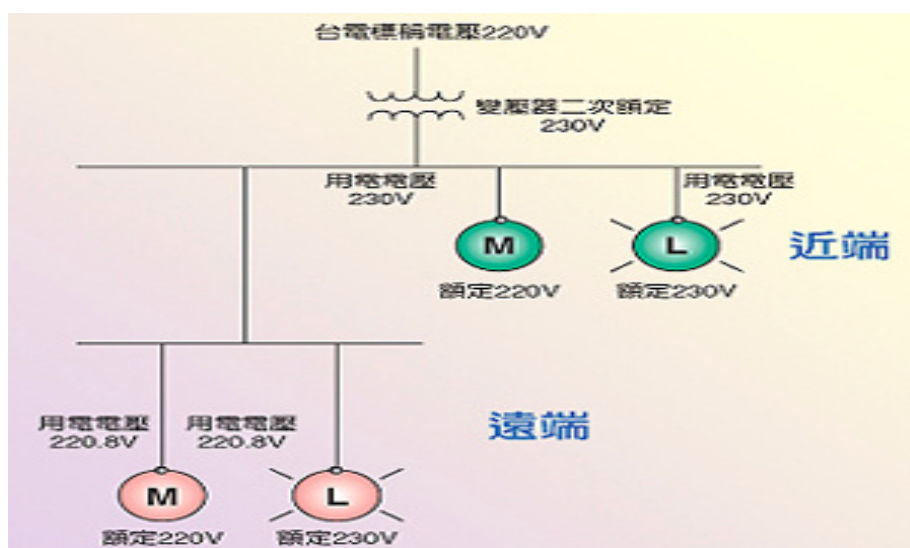 台電標稱電壓220V
變壓器二次額定
230V
用電電壓
230V
用電電壓
230V
M
L
近端
額定220V
額定230V
用電電壓
220.8V
用電電壓
220.8V
遠端
M
L
額定220V
額定230V